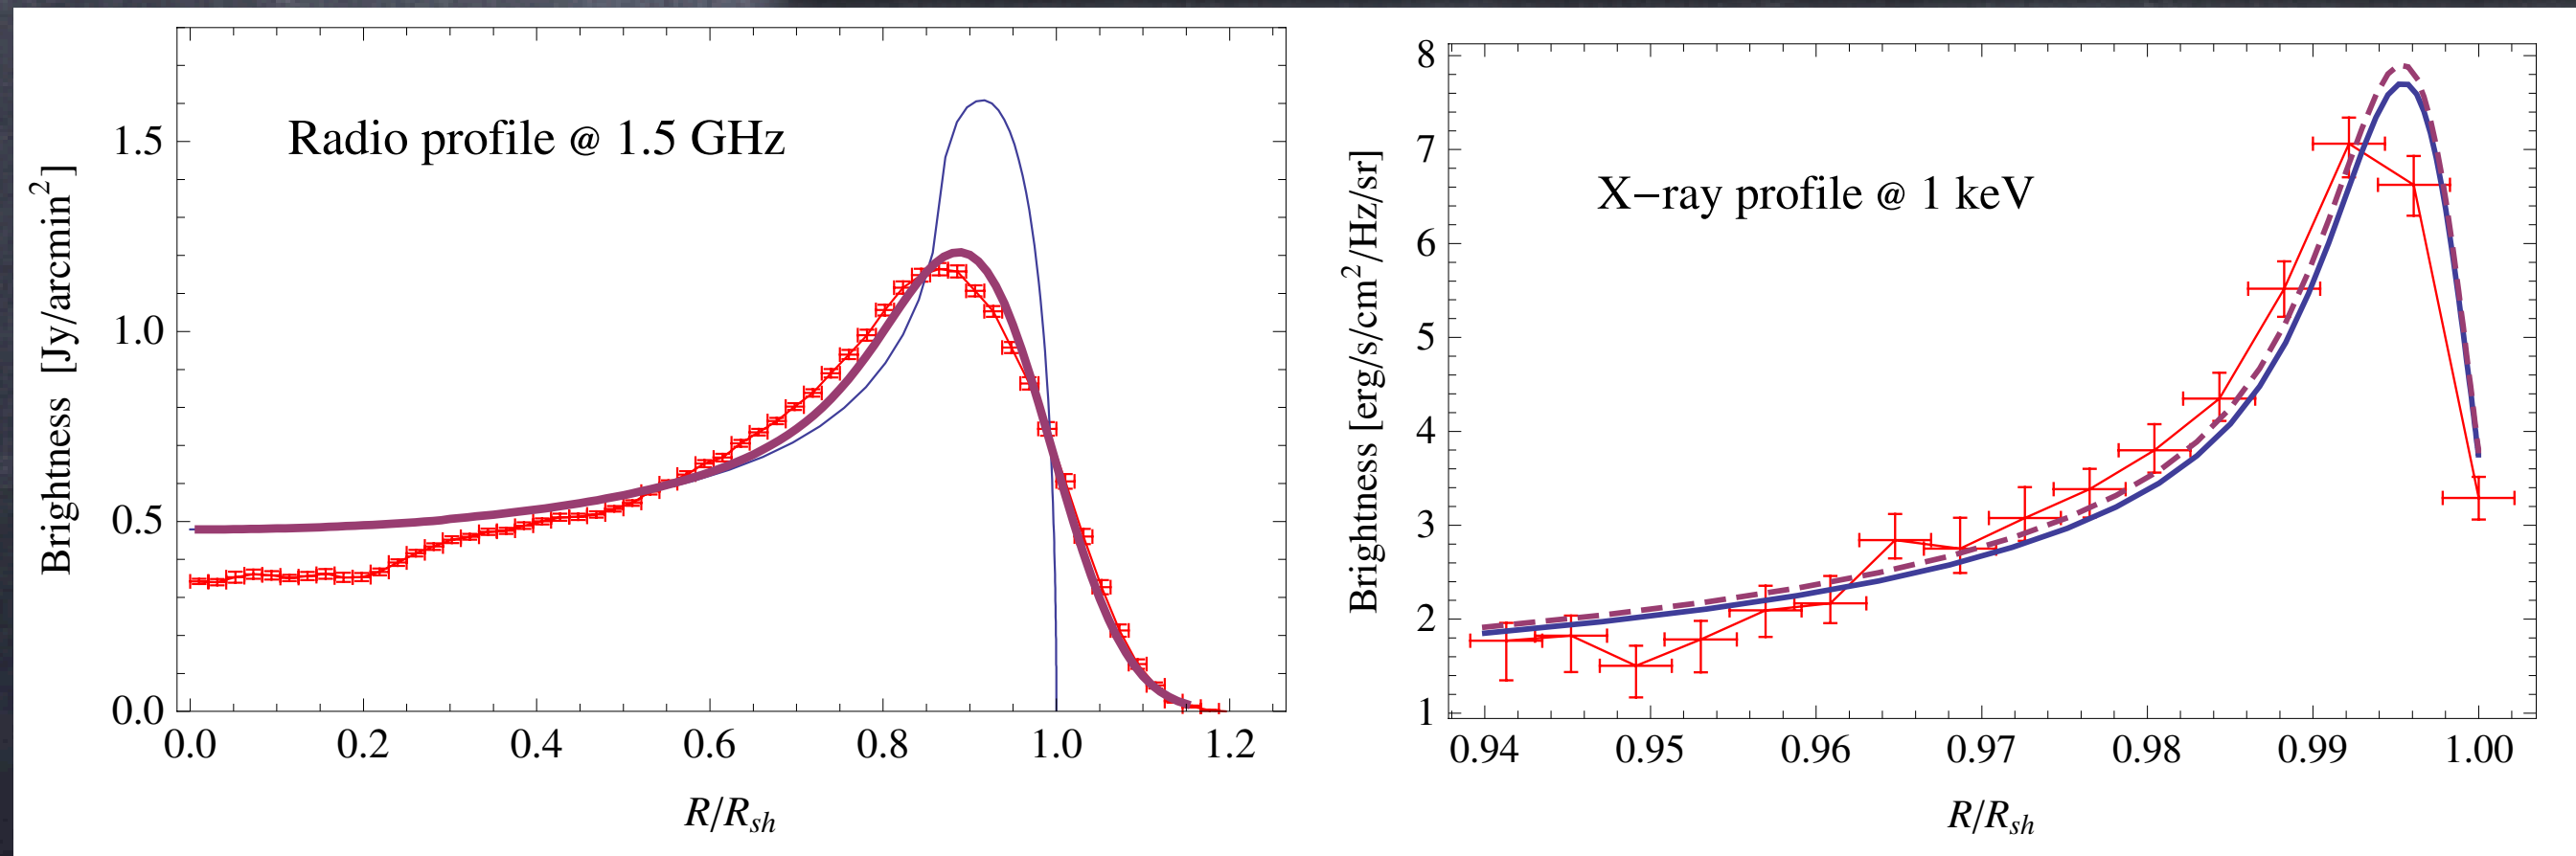 Radio profile @ 1.5 GHz
Brightness [Jy/arcmin²]
1.5
1.0
0.5
0.0
0.0 0.2 0.4 0.6 0.8 1.0 1.2
R/Rsh
X−ray profile @ 1 keV
Brightness [erg/s/cm²/Hz/sr]
8
7
6
5
4
3
2
1
0.94 0.95 0.96 0.97 0.98 0.99 1.00
R/Rsh